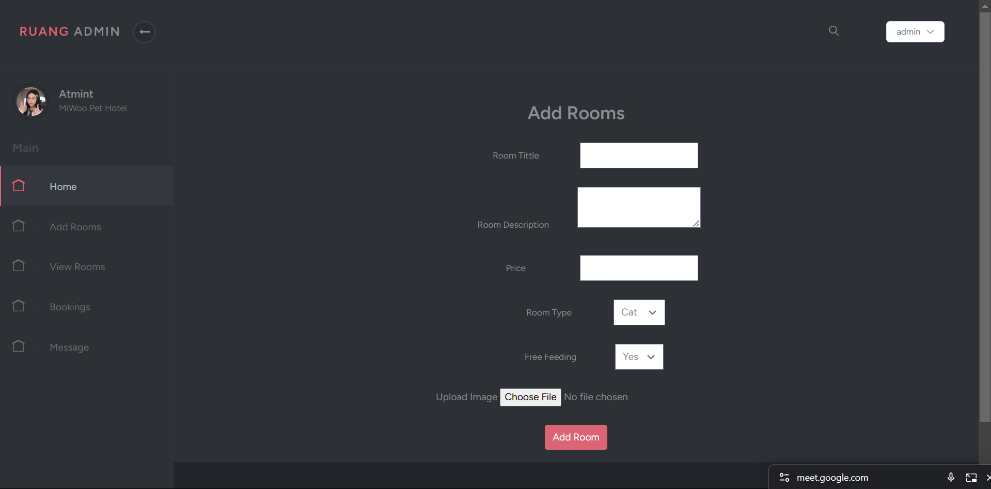 RUANG ADMIN
admin
Atmint
MiWoo Pet Hotel
Main
Home
Add Rooms
View Rooms
Bookings
Message
Add Rooms
Room Tittle
Room Description
Price
Room Type Cat
Free Feeding Yes
Upload Image Choose File No file chosen
Add Room
meet.google.com